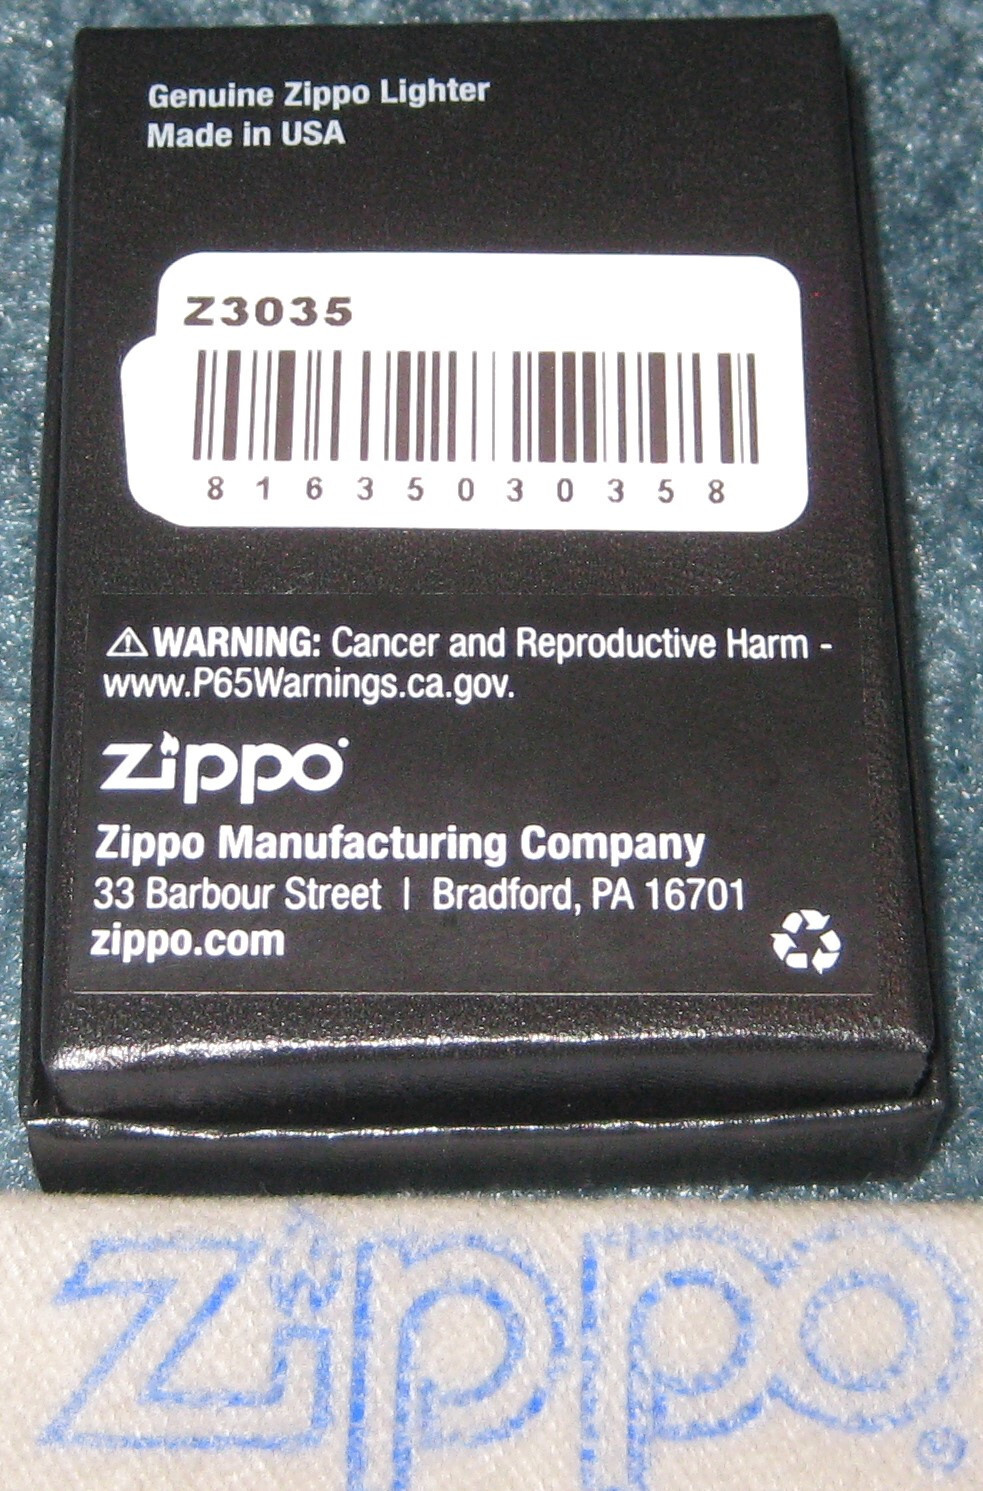 Genuine Zippo Lighter
Made in USA
Z3035
8 1 6 3 5 0 3 0 3 5 8
⚠WARNING: Cancer and Reproductive Harm -
www.P65Warnings.ca.gov.
zippo
Zippo Manufacturing Company
33 Barbour Street | Bradford, PA 16701
zippo.com
Zippo®